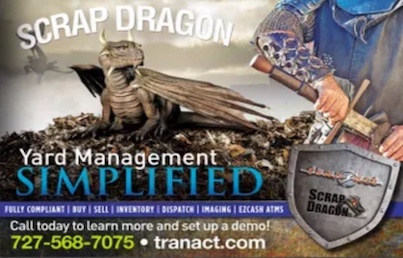 SCRAP DRAGON
Yard Management
SIMPLIFIED
SCRAP
DRAGON
FULLY COMPLIANT | BUY | SELL | INVENTORY | DISPATCH | IMAGING | EZCASH ATMS
Call today to learn more and set up a demo!
727-568-7075 • tranact.com